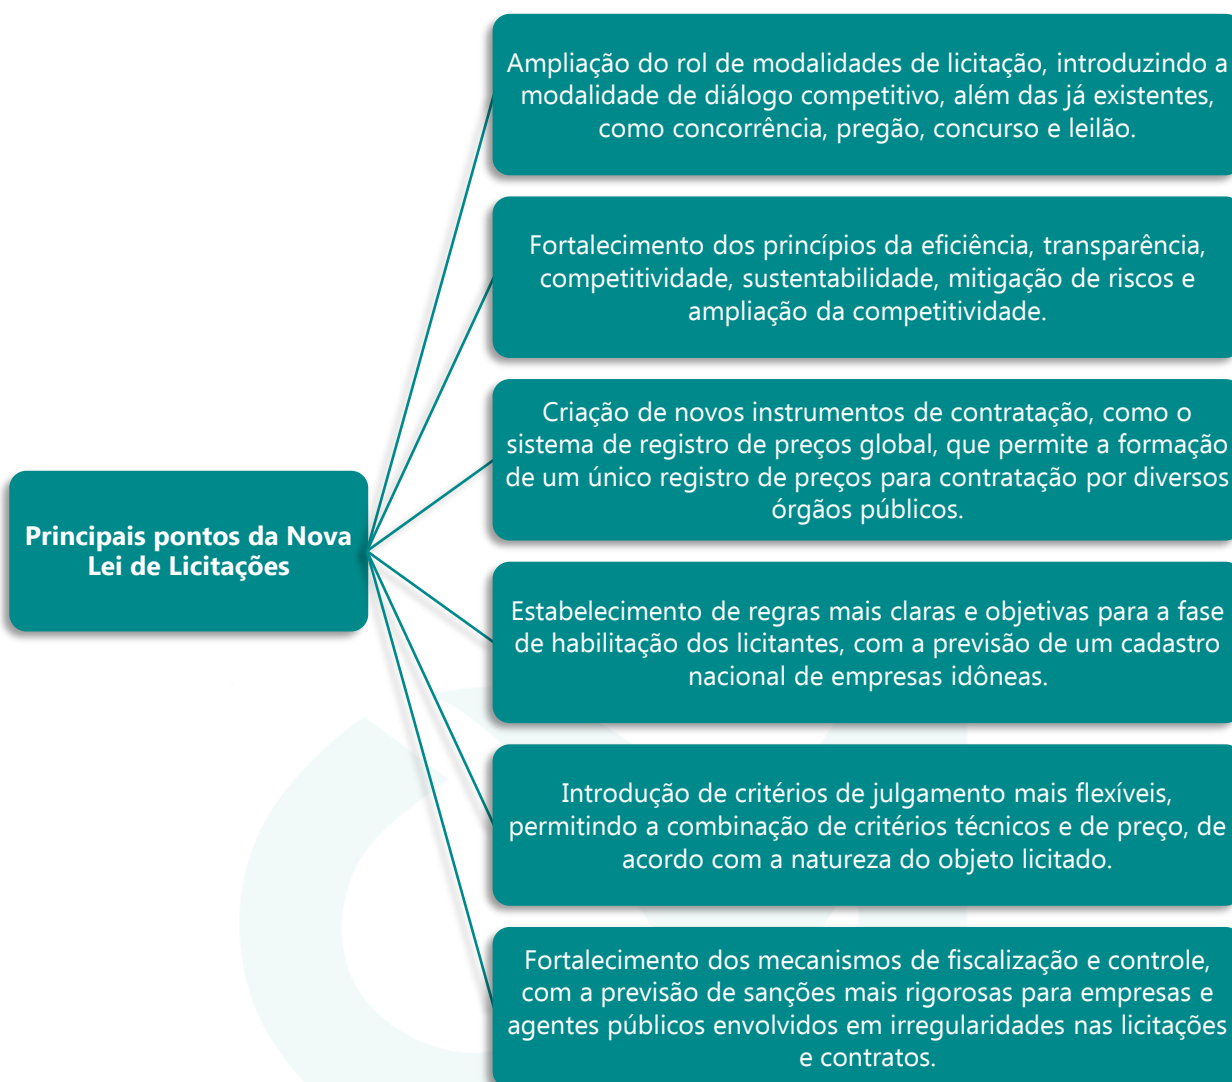 Ampliação do rol de modalidades de licitação, introduzindo a
modalidade de diálogo competitivo, além das já existentes,
como concorrência, pregão, concurso e leilão.
Fortalecimento dos princípios da eficiência, transparência,
competitividade, sustentabilidade, mitigação de riscos e
ampliação da competitividade.
Criação de novos instrumentos de contratação, como o
sistema de registro de preços global, que permite a formação
de um único registro de preços para contratação por diversos
órgãos públicos.
Principais pontos da Nova
Lei de Licitações
Estabelecimento de regras mais claras e objetivas para a fase
de habilitação dos licitantes, com a previsão de um cadastro
nacional de empresas idôneas.
Introdução de critérios de julgamento mais flexíveis,
permitindo a combinação de critérios técnicos e de preço, de
acordo com a natureza do objeto licitado.
Fortalecimento dos mecanismos de fiscalização e controle,
com a previsão de sanções mais rigorosas para empresas e
agentes públicos envolvidos em irregularidades nas licitações
e contratos.